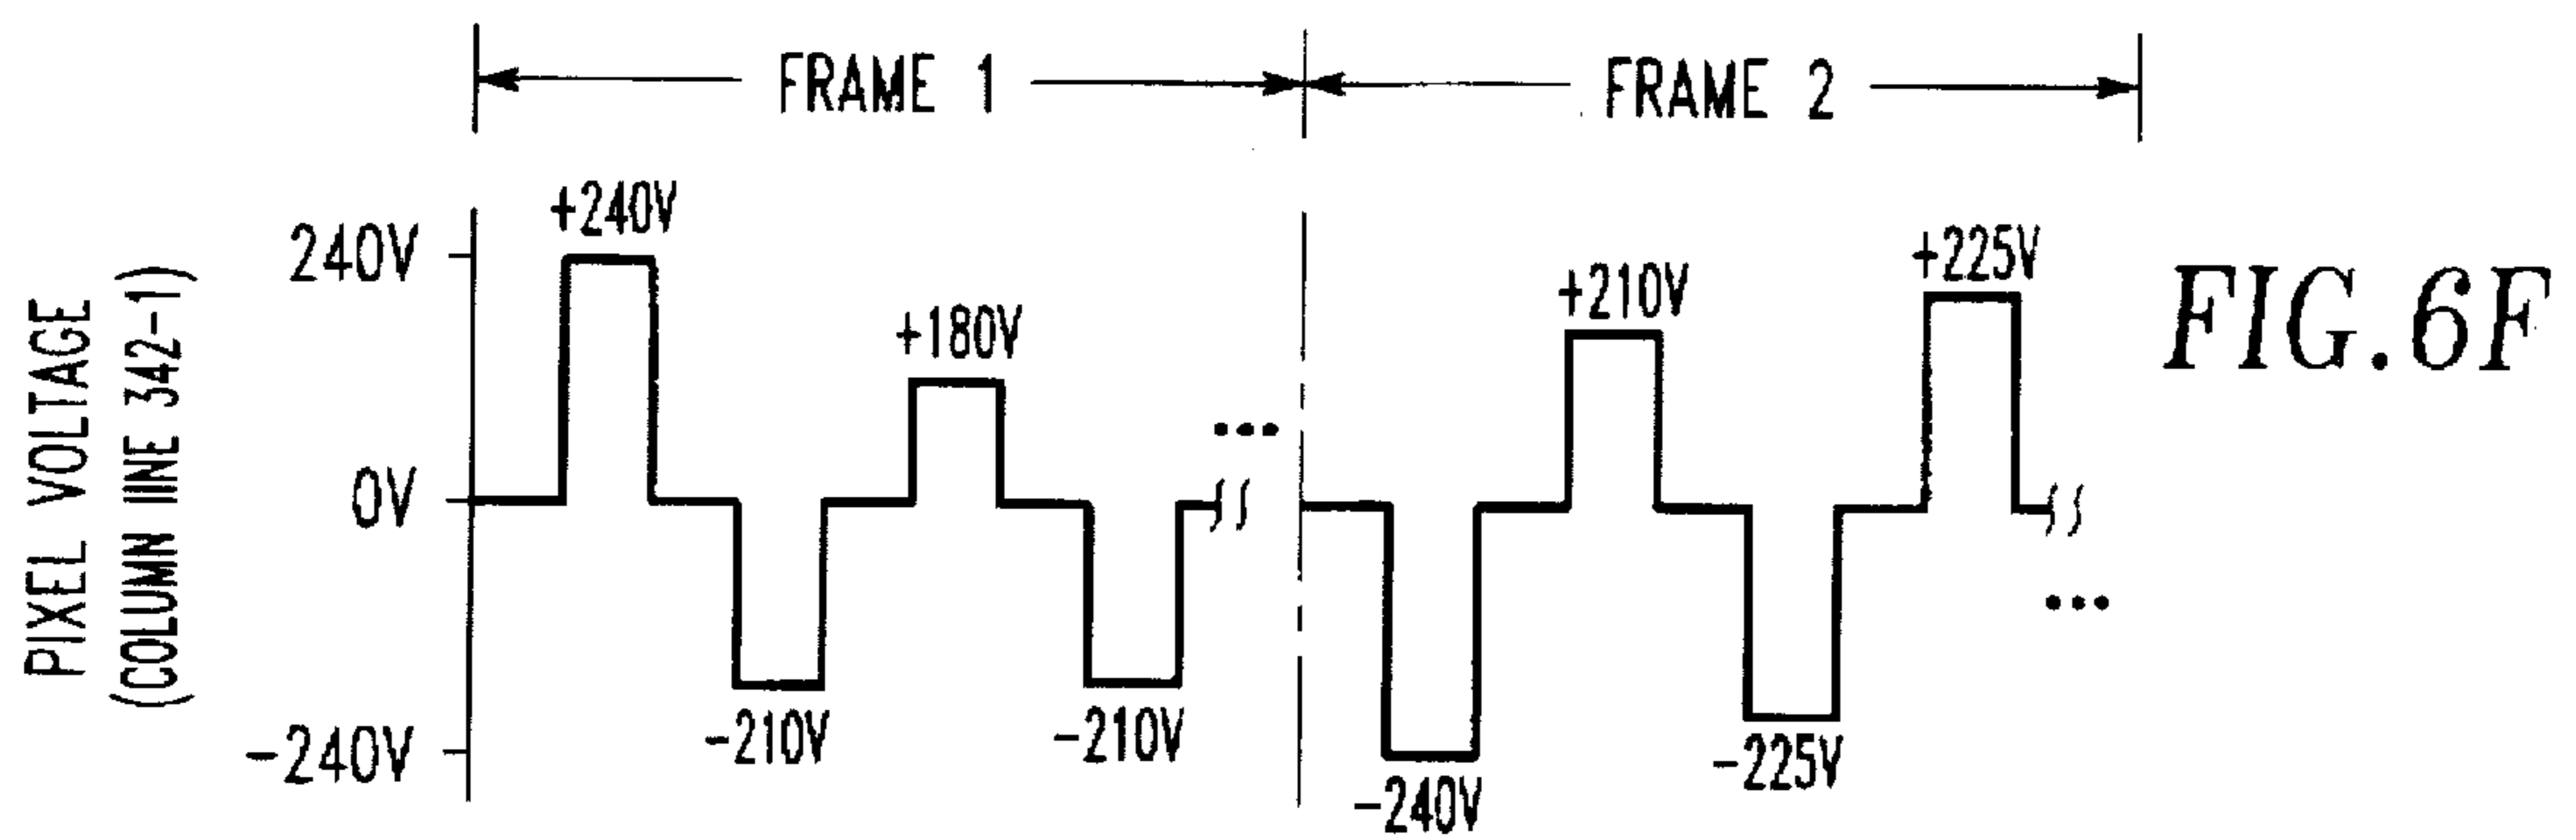 FRAME 1
FRAME 2
+240V
240V
+180V
+210V
+225V
FIG.6F
PIXEL VOLTAGE
(COLUMN IINE 342-1)
0V
...
...
-210V
-210V
-240V
-240V
-225V